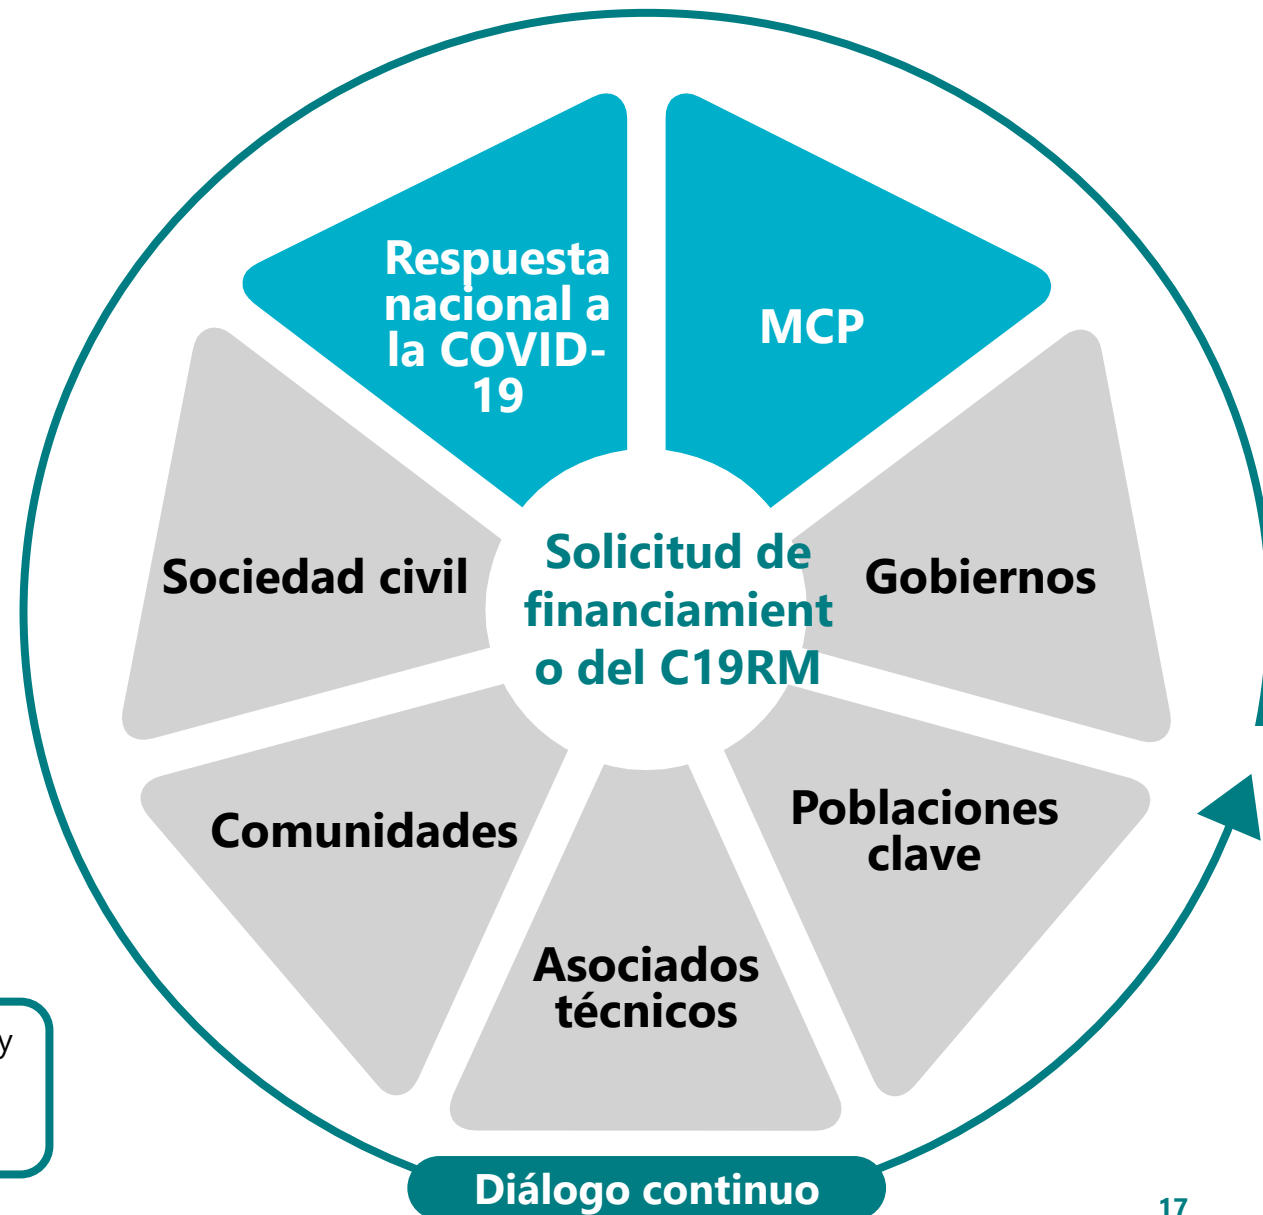 Respuesta
nacional a
la COVID-
19
MCP
Sociedad civil
Solicitud de
financiamient
o del C19RM
Gobiernos
Comunidades
Poblaciones
clave
Asociados
técnicos
y
Diálogo continuo
17